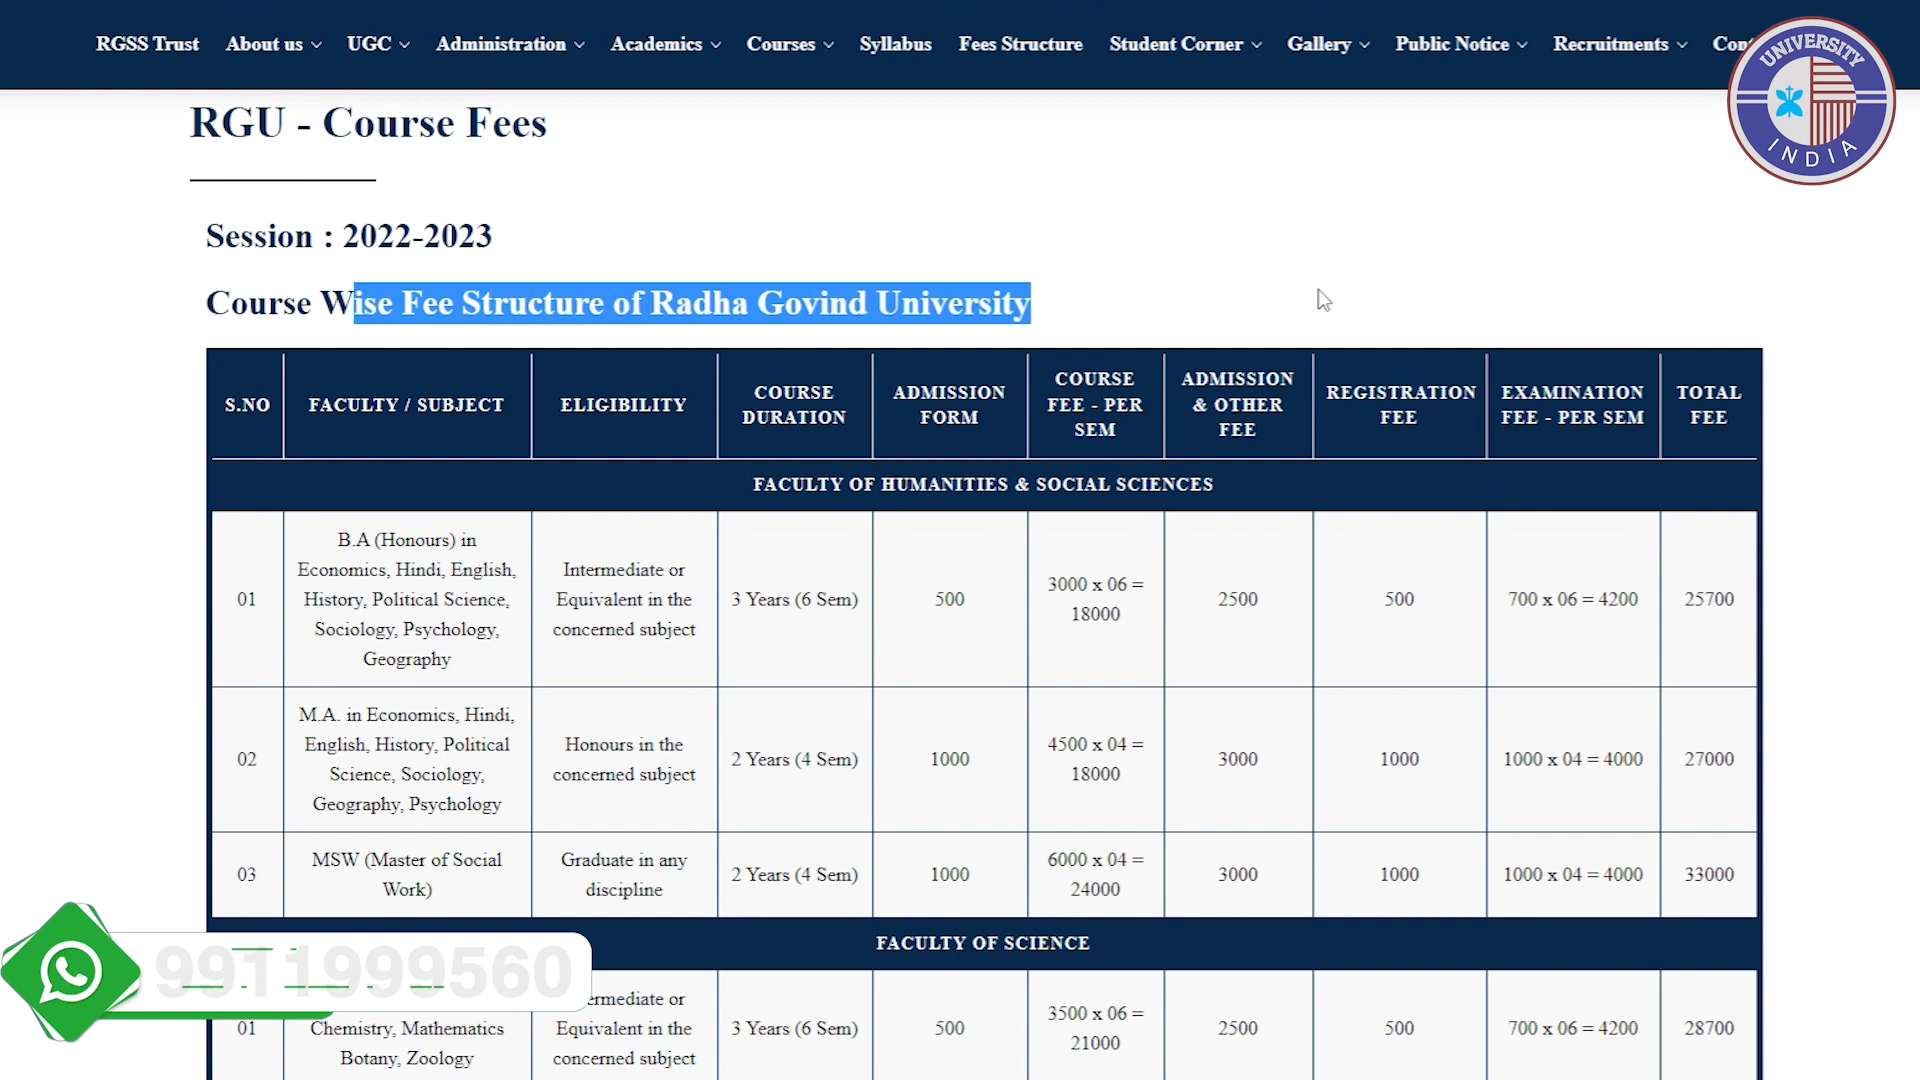 RGSS Trust About us UGC Administration Academics Courses Syllabus Fees Structure Student Corner Gallery Public Notice Recruitments
UNIVERSITY
INDIA
RGU - Course Fees
Session : 2022-2023
Course Wise Fee Structure of Radha Govind University
S.NO
FACULTY / SUBJECT
ELIGIBILITY
COURSE
DURATION
ADMISSION
FORM
COURSE
FEE - PER
SEM
ADMISSION
& OTHER
FEE
REGISTRATION
FEE
EXAMINATION
FEE - PER SEM
TOTAL
FEE
FACULTY OF HUMANITIES & SOCIAL SCIENCES
01
B.A (Honours) in
Economics, Hindi, English,
History, Political Science,
Sociology, Psychology,
Geography
Intermediate or
Equivalent in the
concerned subject
3 Years (6 Sem)
500
3000 x 06 =
18000
2500
500
700 x 06 = 4200
25700
02
M.A. in Economics, Hindi,
English, History, Political
Science, Sociology,
Geography, Psychology
Honours in the
concerned subject
2 Years (4 Sem)
1000
4500 x 04 =
18000
3000
1000
1000 x 04 = 4000
27000
03
MSW (Master of Social
Work)
Graduate in any
discipline
2 Years (4 Sem)
1000
6000 x 04 =
24000
3000
1000
1000 x 04 = 4000
33000
FACULTY OF SCIENCE
01
Chemistry, Mathematics
Botany, Zoology
Equivalent in the
concerned subject
3 Years (6 Sem)
500
3500 x 06 =
21000
2500
500
700 x 06 = 4200
28700
9911999560